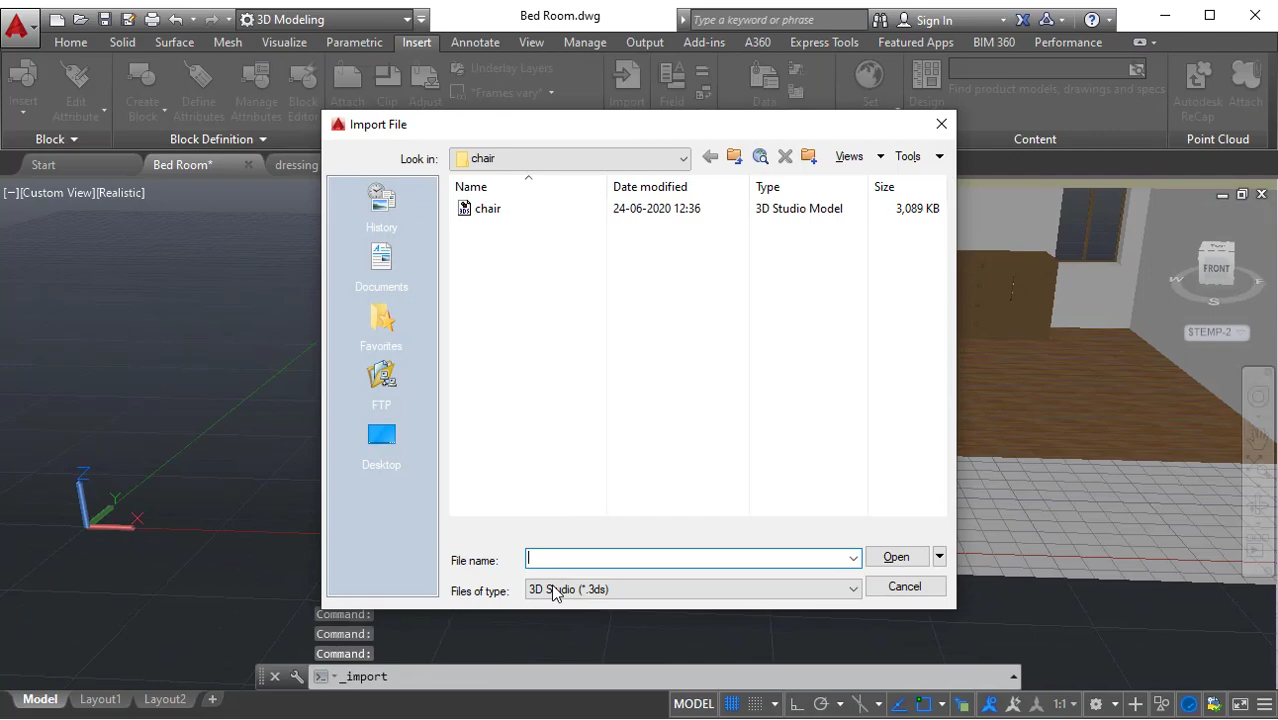 3D Modeling
Bed Room.dwg
Type a keyword or phrase
Sign In
Home Solid Surface Mesh Visualize Parametric Insert Annotate View Manage Output Add-ins A360 Express Tools Featured Apps BIM 360 Performance
Insert
Edit
Attribute
Create
Block
Define
Attributes
Manage
Attributes
Block
Editor
Attach
Clip
Adjust
Underlay Layers
*Frames vary*
Import
Field
Data
Set
Design
Find product models, drawings and specs
Autodesk
ReCap
Attach
Block
Block Definition
Content
Point Cloud
Start
Bed Room*
dressing
[−][Custom View][Realistic]
Import File
Look in:
chair
Views
Tools
Name
Date modified
Type
Size
chair
24-06-2020 12:36
3D Studio Model
3,089 KB
History
Documents
Favorites
FTP
Desktop
File name:
Open
Files of type:
3D Studio (*.3ds)
Cancel
FRONT
W
S
$TEMP-2
Z
Y
X
Command:
Command:
Command:
_import
Model
Layout1
Layout2
MODEL
1:1